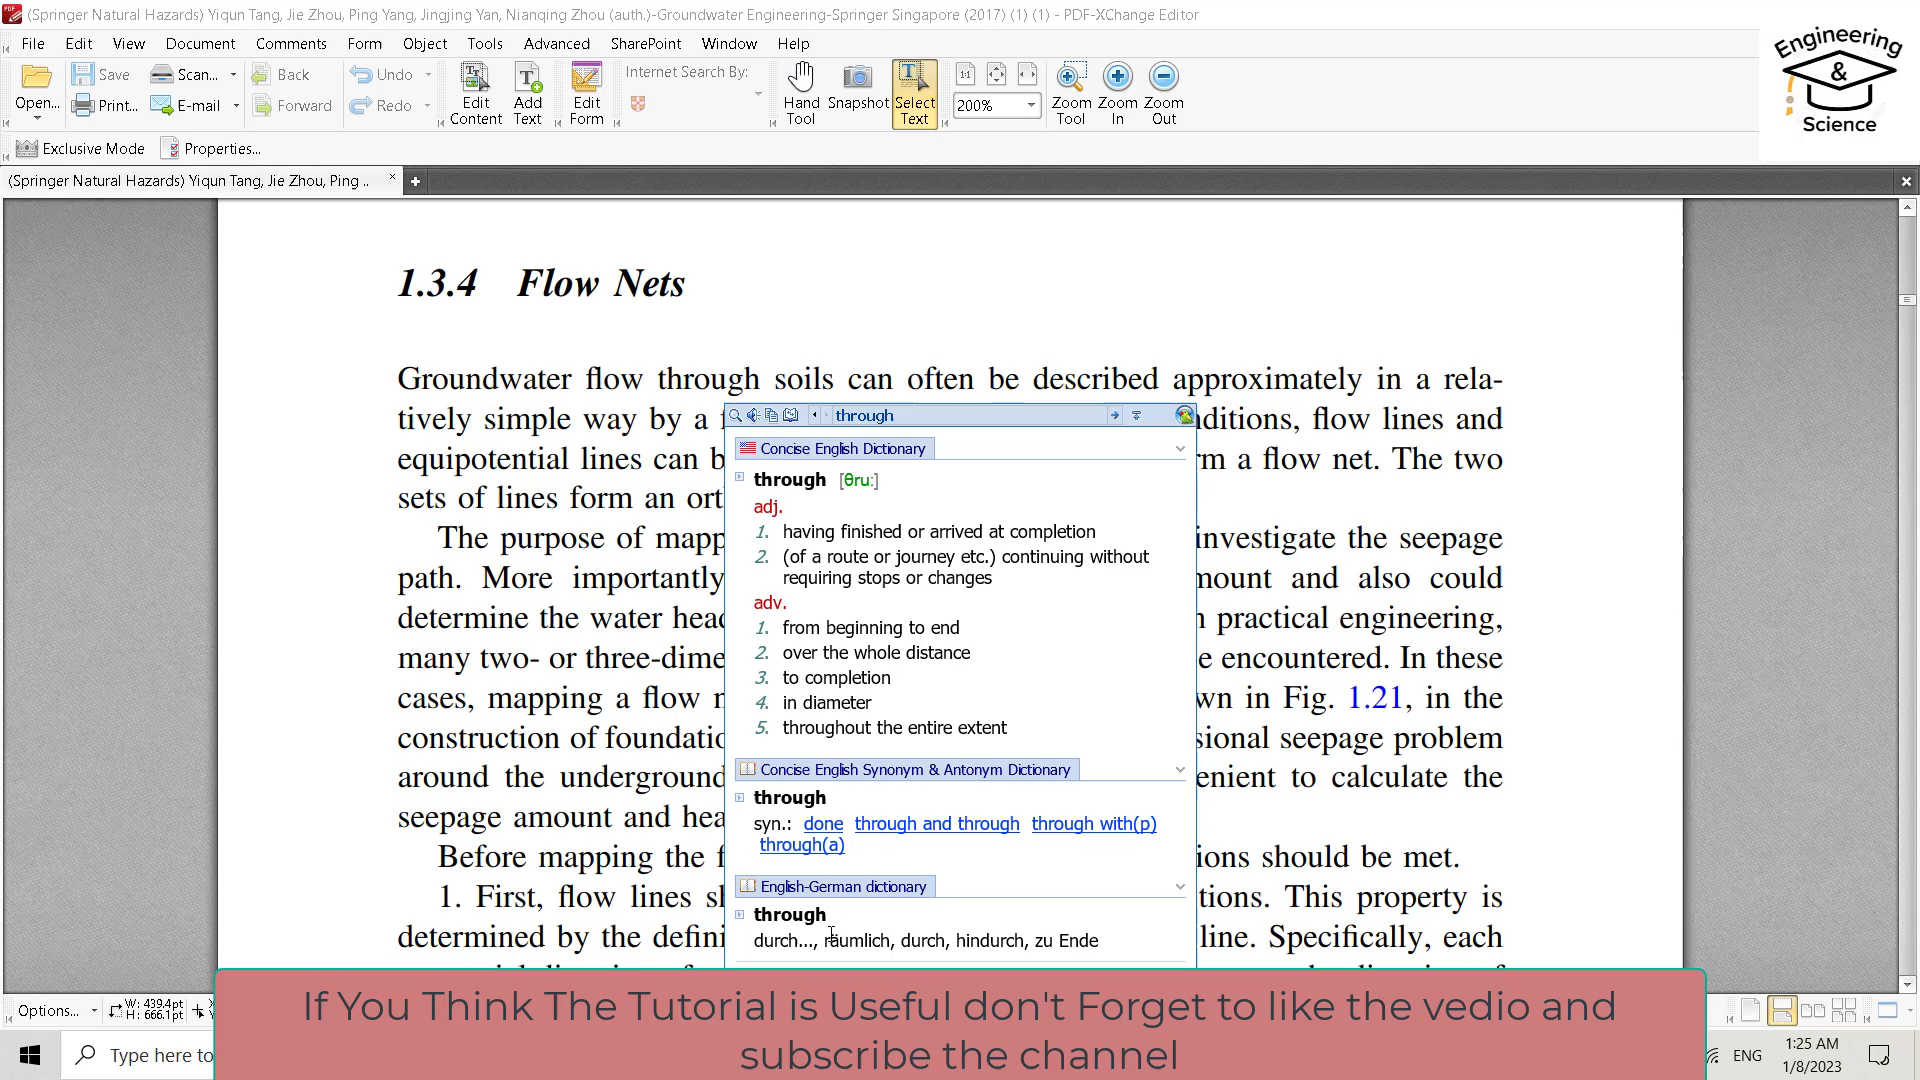 (Springer Natural Hazards) Yiqun Tang, Jie Zhou, Ping Yang, Jingjing Yan, Nianqing Zhou (auth.)-Groundwater Engineering-Springer Singapore (2017) (1) (1) - PDF-XChange Editor
File Edit View Document Comments Form Object Tools Advanced SharePoint Window Help
Open... Save Scan... Back Undo Internet Search By:
Print... E-mail Forward Redo 200%
Edit Content Add Text Edit Form Hand Tool Snapshot Select Text Zoom Tool Zoom In Zoom Out
Engineering
&
Science
Exclusive Mode Properties...
(Springer Natural Hazards) Yiqun Tang, Jie Zhou, Ping ..
1.3.4 Flow Nets
Groundwater flow through soils can often be described approximately in a rela-
tively simple way by a f
nditions, flow lines and
equipotential lines can b
rm a flow net. The two
sets of lines form an ort
The purpose of mapp
investigate the seepage
path. More importantly
mount and also could
determine the water head
n practical engineering,
many two- or three-dime
e encountered. In these
cases, mapping a flow n
wn in Fig. 1.21, in the
construction of foundatio
sional seepage problem
around the underground
enient to calculate the
seepage amount and hea
Before mapping the f
ions should be met.
1. First, flow lines sh
tions. This property is
determined by the defini
line. Specifically, each
through
Concise English Dictionary
through [θru:]
adj.
1. having finished or arrived at completion
2. (of a route or journey etc.) continuing without
requiring stops or changes
adv.
1. from beginning to end
2. over the whole distance
3. to completion
4. in diameter
5. throughout the entire extent
Concise English Synonym & Antonym Dictionary
through
syn.: done through and through through with(p)
through(a)
English-German dictionary
through
durch..., räumlich, durch, hindurch, zu Ende
Options... W: 439.4pt
H: 666.1pt
If You Think The Tutorial is Useful don't Forget to like the vedio and
subscribe the channel
Type here to
ENG
1:25 AM
1/8/2023